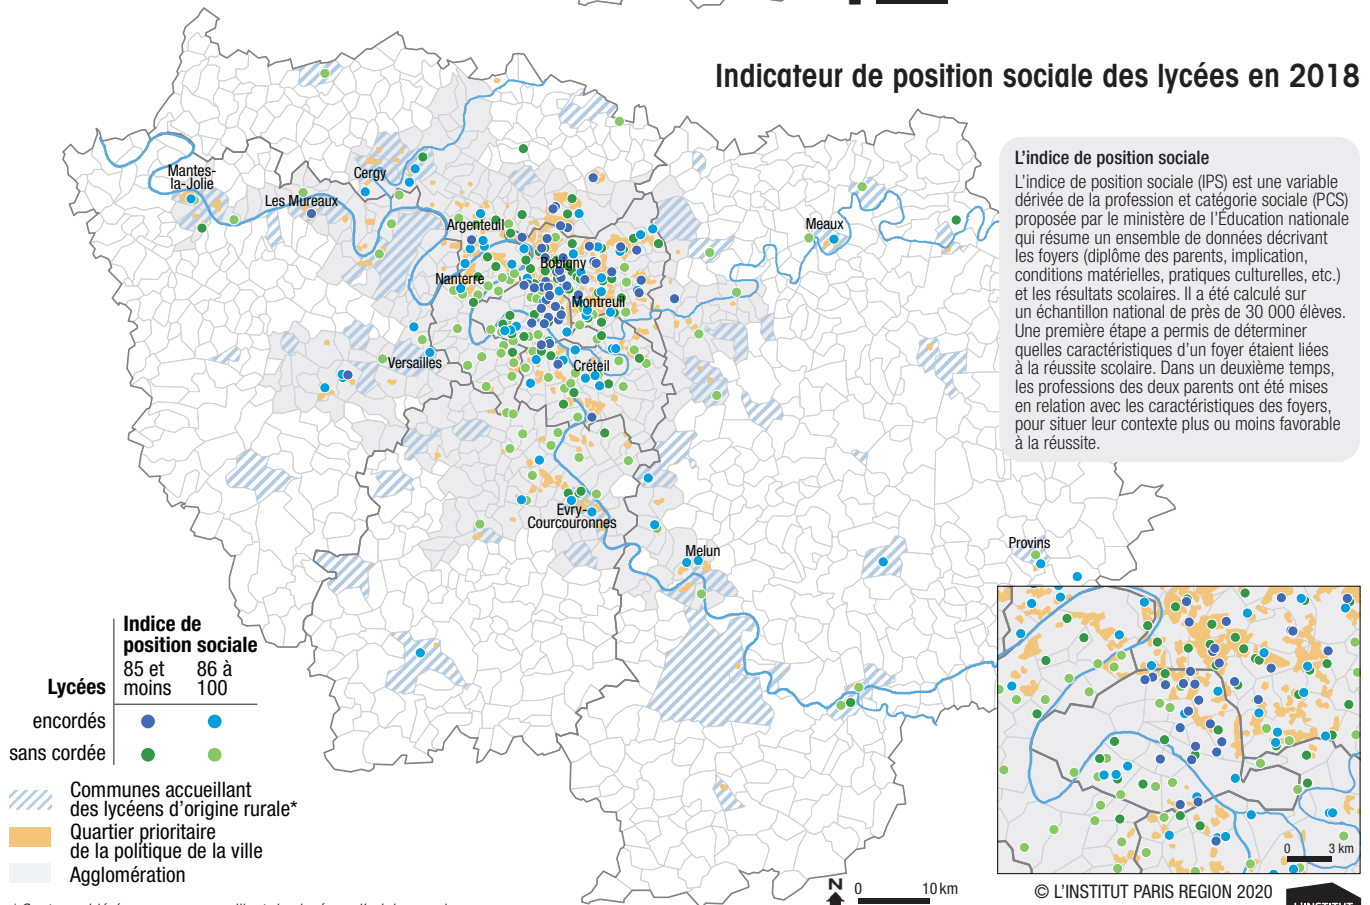 Indicateur de position sociale des lycées en 2018
L'indice de position sociale
L'indice de position sociale (IPS) est une variable
dérivée de la profession et catégorie sociale (PCS)
proposée par le ministère de l'Éducation nationale
qui résume un ensemble de données décrivant
les foyers (diplôme des parents, implication,
conditions matérielles, pratiques culturelles, etc.)
et les résultats scolaires. Il a été calculé sur
un échantillon national de près de 30 000 élèves.
Une première étape a permis de déterminer
quelles caractéristiques d'un foyer étaient liées
à la réussite scolaire. Dans un deuxième temps,
les professions des deux parents ont été mises
en relation avec les caractéristiques des foyers,
pour situer leur contexte plus ou moins favorable
à la réussite.
Mantes-
la-Jolie
Les Mureaux
Cergy
Argenteuil
Nanterre
Bobigny
Montreuil
Meaux
Versailles
Créteil
Evry-
Courcouronnes
Melun
Provins
Indice de
position sociale
85 et
moins
86 à
100
Lycées
encordés
sans cordée
Communes accueillant
des lycéens d'origine rurale*
Quartier prioritaire
de la politique de la ville
Agglomération
N
0 10 km
0 3 km
© L'INSTITUT PARIS REGION 2020